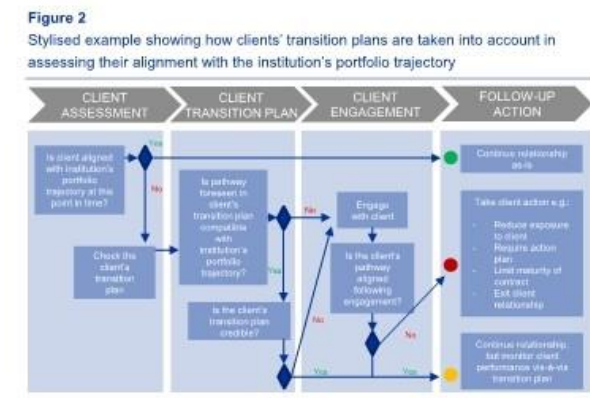 Figure 2
Stylised example showing how clients' transition plans are taken into account in
assessing their alignment with the institution's portfolio trajectory
CLIENT
ASSESSMENT
CLIENT
TRANSITION PLAN
CLIENT
ENGAGEMENT
FOLLOW-UP
ACTION
Is client aligned
with institution's
portfolio
trajectory at this
point in time?
Yes
No
Check the
client's
transition
plan
Is pathway
foreseen in
client's
transition plan
compatible
with
institution's
portfolio
trajectory?
No
Yes
Is the client's
transition plan
credible?
No
Yes
Engage
with client
Is the client's
pathway
aligned
following
engagement?
No
Yes
Continue relationship
as-is
Take client action e.g.:
- Reduce exposure
to client
- Require action
plan
- Limit maturity of
contract
- Exit client
relationship
Continue relationship,
but monitor client
performance vis-à-vis
transition plan